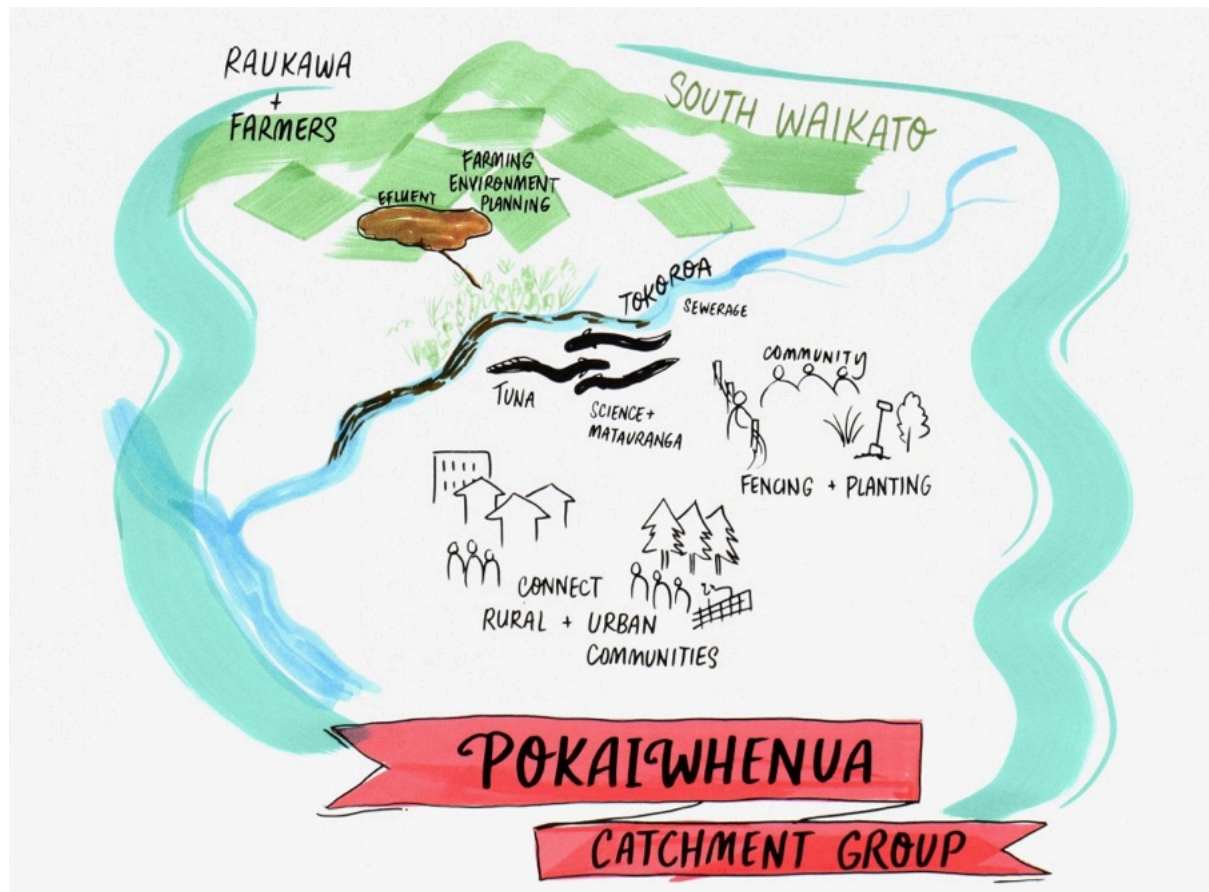 RAUKAWA
+
FARMERS
SOUTH WAIKATO
FARMING
ENVIRONMENT
PLANNING
EFLUENT
TOKOROA
SEWERAGE
TUNA
SCIENCE +
MATAURANGA
COMMUNITY
FENCING + PLANTING
CONNECT
RURAL + URBAN
COMMUNITIES
POKAIWHENUA
CATCHMENT GROUP